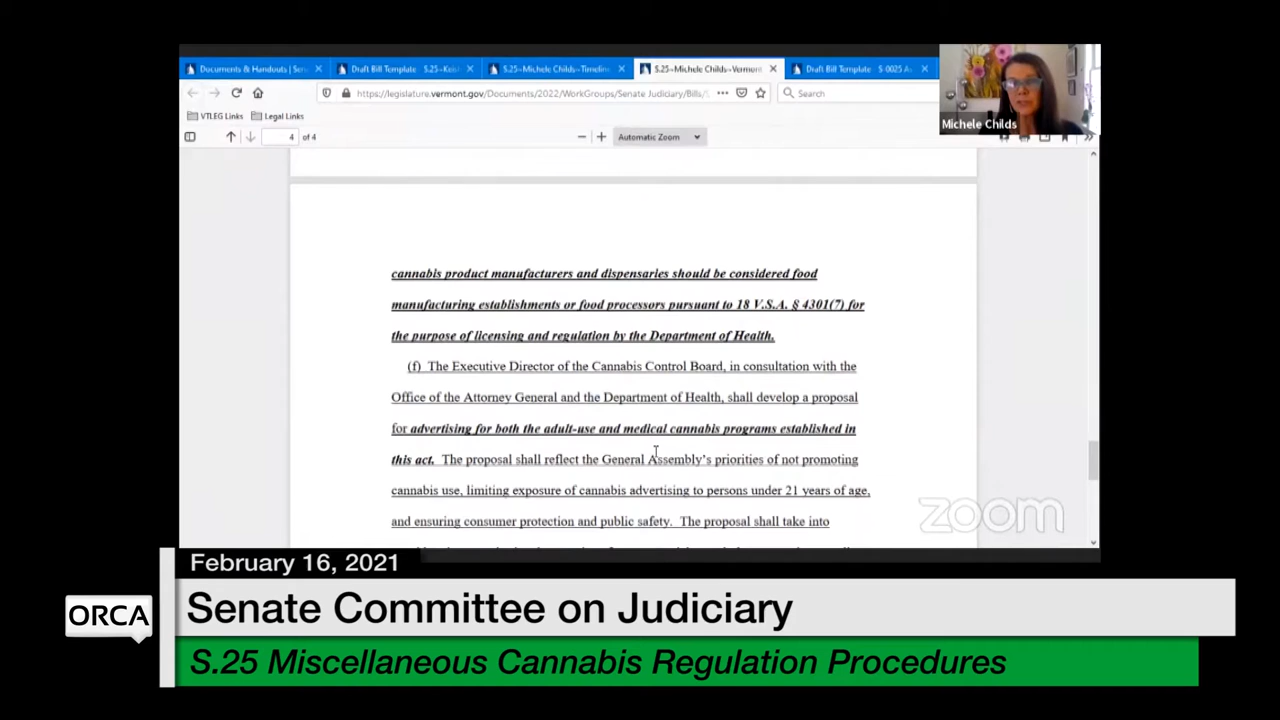 Documents & Handouts | Sen
Draft Bill Template S.25~Keis
S.25~Michele Childs~Timeline
S.25~Michele Childs~Vermont
Draft Bill Template S 0025 A
https://legislature.vermont.gov/Documents/2022/WorkGroups/Senate Judiciary/Bills/
Search
VTLEG Links
Legal Links
Michele Childs
4 of 4
Automatic Zoom
cannabis product manufacturers and dispensaries should be considered food
manufacturing establishments or food processors pursuant to 18 V.S.A. § 4301(7) for
the purpose of licensing and regulation by the Department of Health.
(f) The Executive Director of the Cannabis Control Board, in consultation with the
Office of the Attorney General and the Department of Health, shall develop a proposal
for advertising for both the adult-use and medical cannabis programs established in
this act. The proposal shall reflect the General Assembly's priorities of not promoting
cannabis use, limiting exposure of cannabis advertising to persons under 21 years of age,
and ensuring consumer protection and public safety. The proposal shall take into
zoom
February 16, 2021
ORCA
Senate Committee on Judiciary
S.25 Miscellaneous Cannabis Regulation Procedures